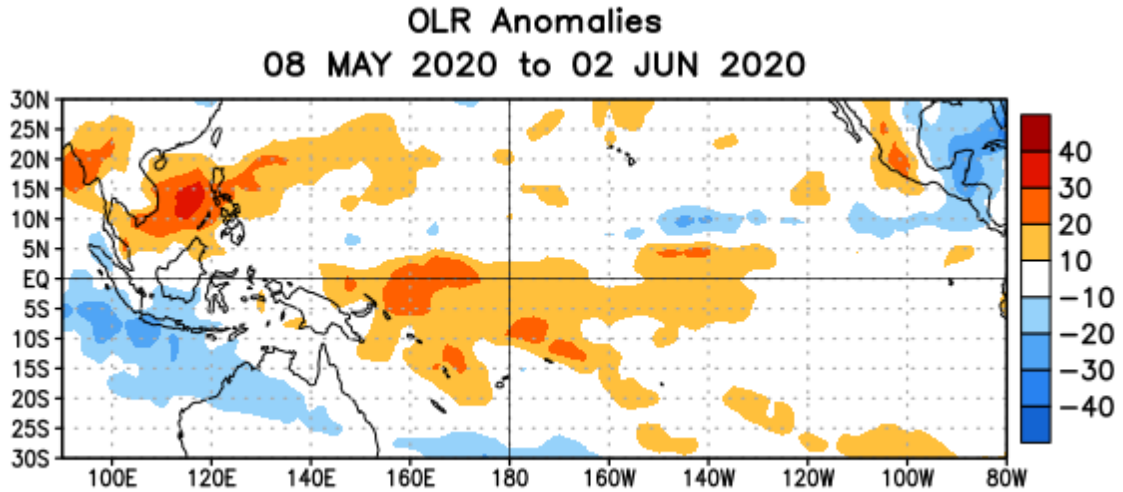 OLR Anomalies
08 MAY 2020 to 02 JUN 2020
30N
25N
20N
15N
10N
5N
EQ
5S
10S
15S
20S
25S
30S
100E 120E 140E 160E 180 160W 140W 120W 100W 80W
40
30
20
10
-10
-20
-30
-40